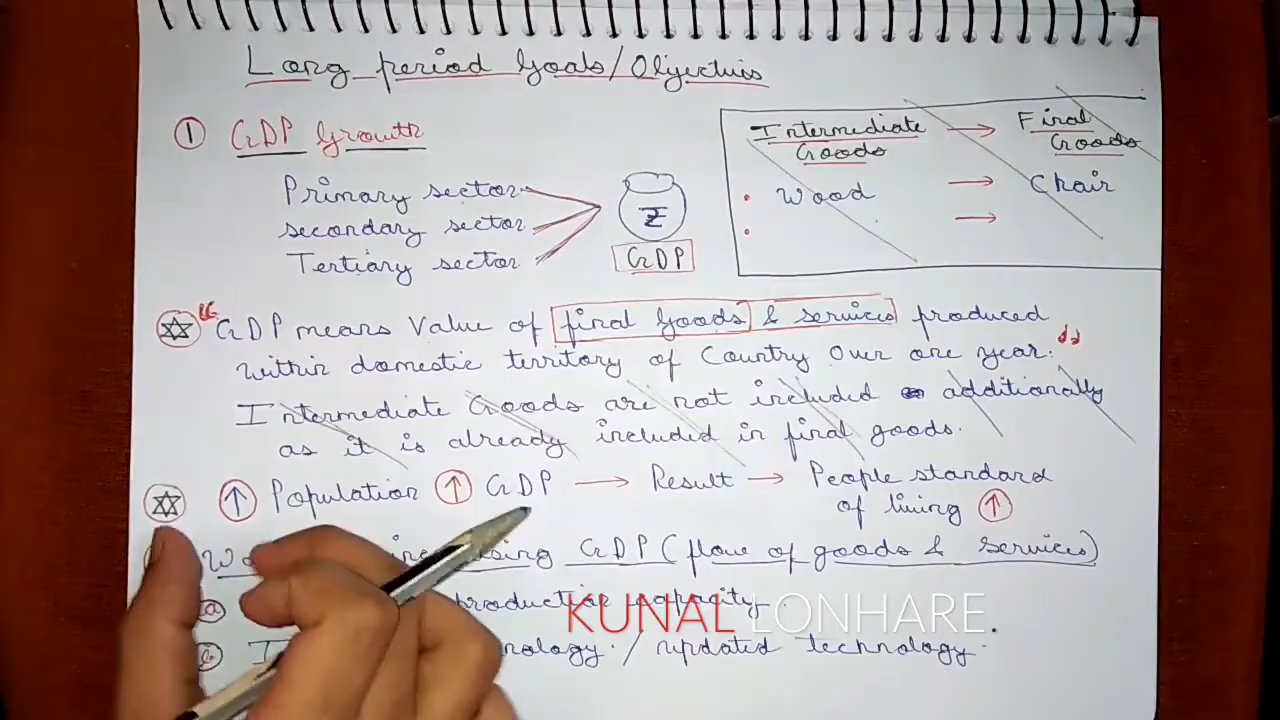 Long period Goals/Objectives
① GDP Growth
Primary sector
secondary sector
Tertiary sector
GDP
Intermediate Goods → Final Goods
• Wood → Chair
• →
"GDP means Value of final Goods & services produced
within domestic territory of Country Over one year."
Intermediate Goods are not included additionally
as it is already included in final goods.
↑ Population ↑ GDP → Result → People standard of living ↑
GDP (flow of goods & services)
ⓐ production capacity.
/ updated technology.
KUNAL LONHARE